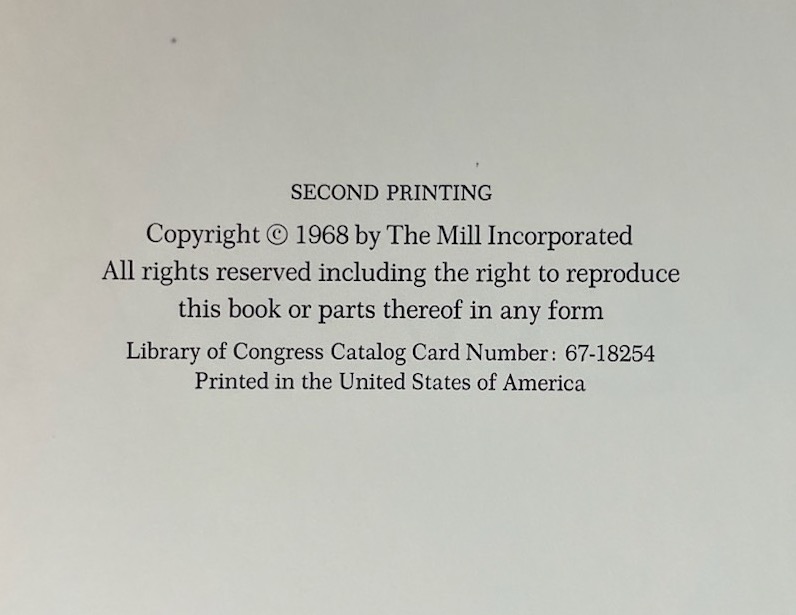 SECOND PRINTING
Copyright © 1968 by The Mill Incorporated
All rights reserved including the right to reproduce
this book or parts thereof in any form
Library of Congress Catalog Card Number: 67-18254
Printed in the United States of America